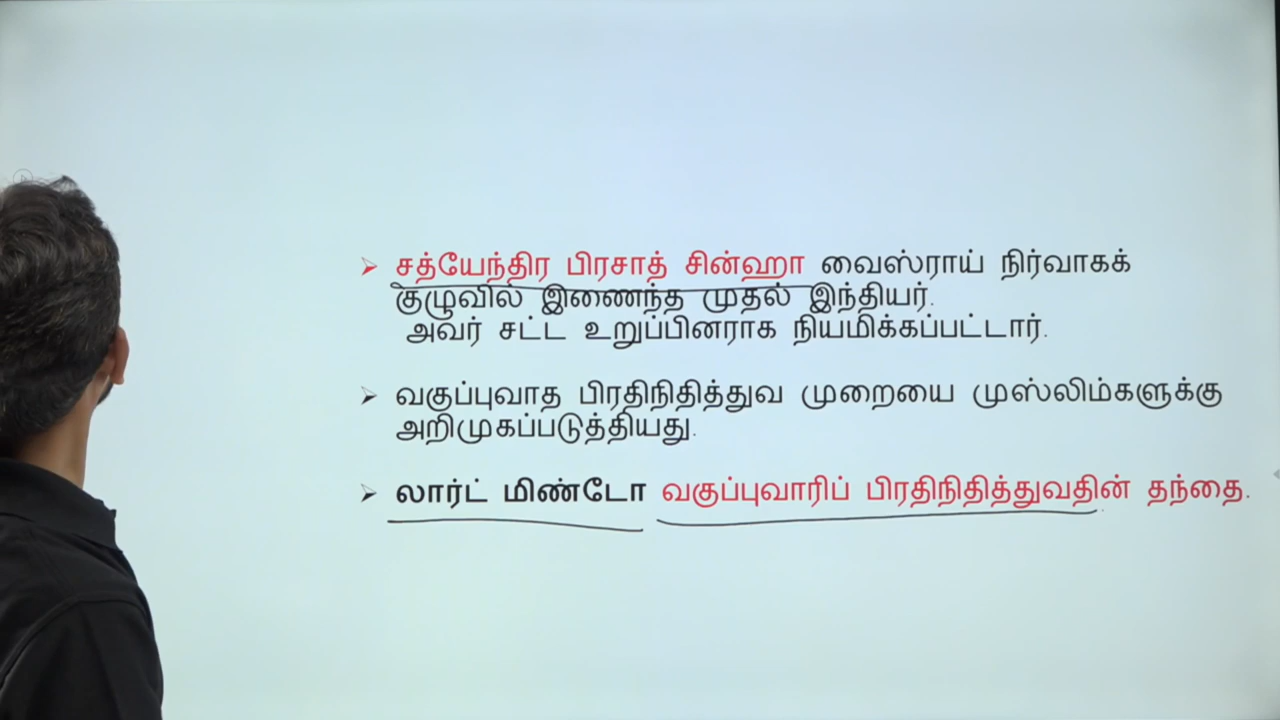 சத்யேந்திர பிரசாத் சின்ஹா வைஸ்ராய் நிர்வாகக்
குழுவில் இணைந்த முதல் இந்தியர்.
அவர் சட்ட உறுப்பினராக நியமிக்கப்பட்டார்.
வகுப்புவாத பிரதிநிதித்துவ முறையை முஸ்லிம்களுக்கு
அறிமுகப்படுத்தியது.
லார்ட் மிண்டோ வகுப்புவாரிப் பிரதிநிதித்துவதின் தந்தை.